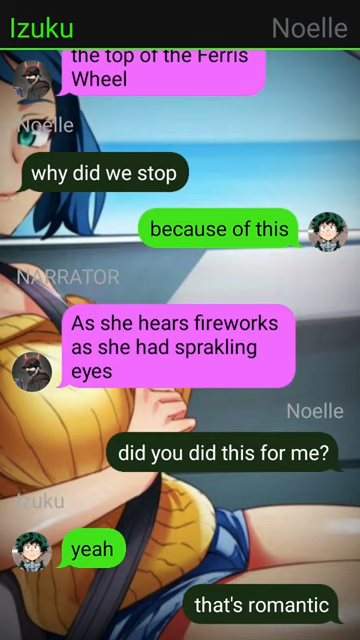 Izuku
Noelle
the top of the Ferris
Wheel
Noelle
why did we stop
because of this
NARRATOR
As she hears fireworks
as she had sprakling
eyes
Noelle
did you did this for me?
Izuku
yeah
that's romantic